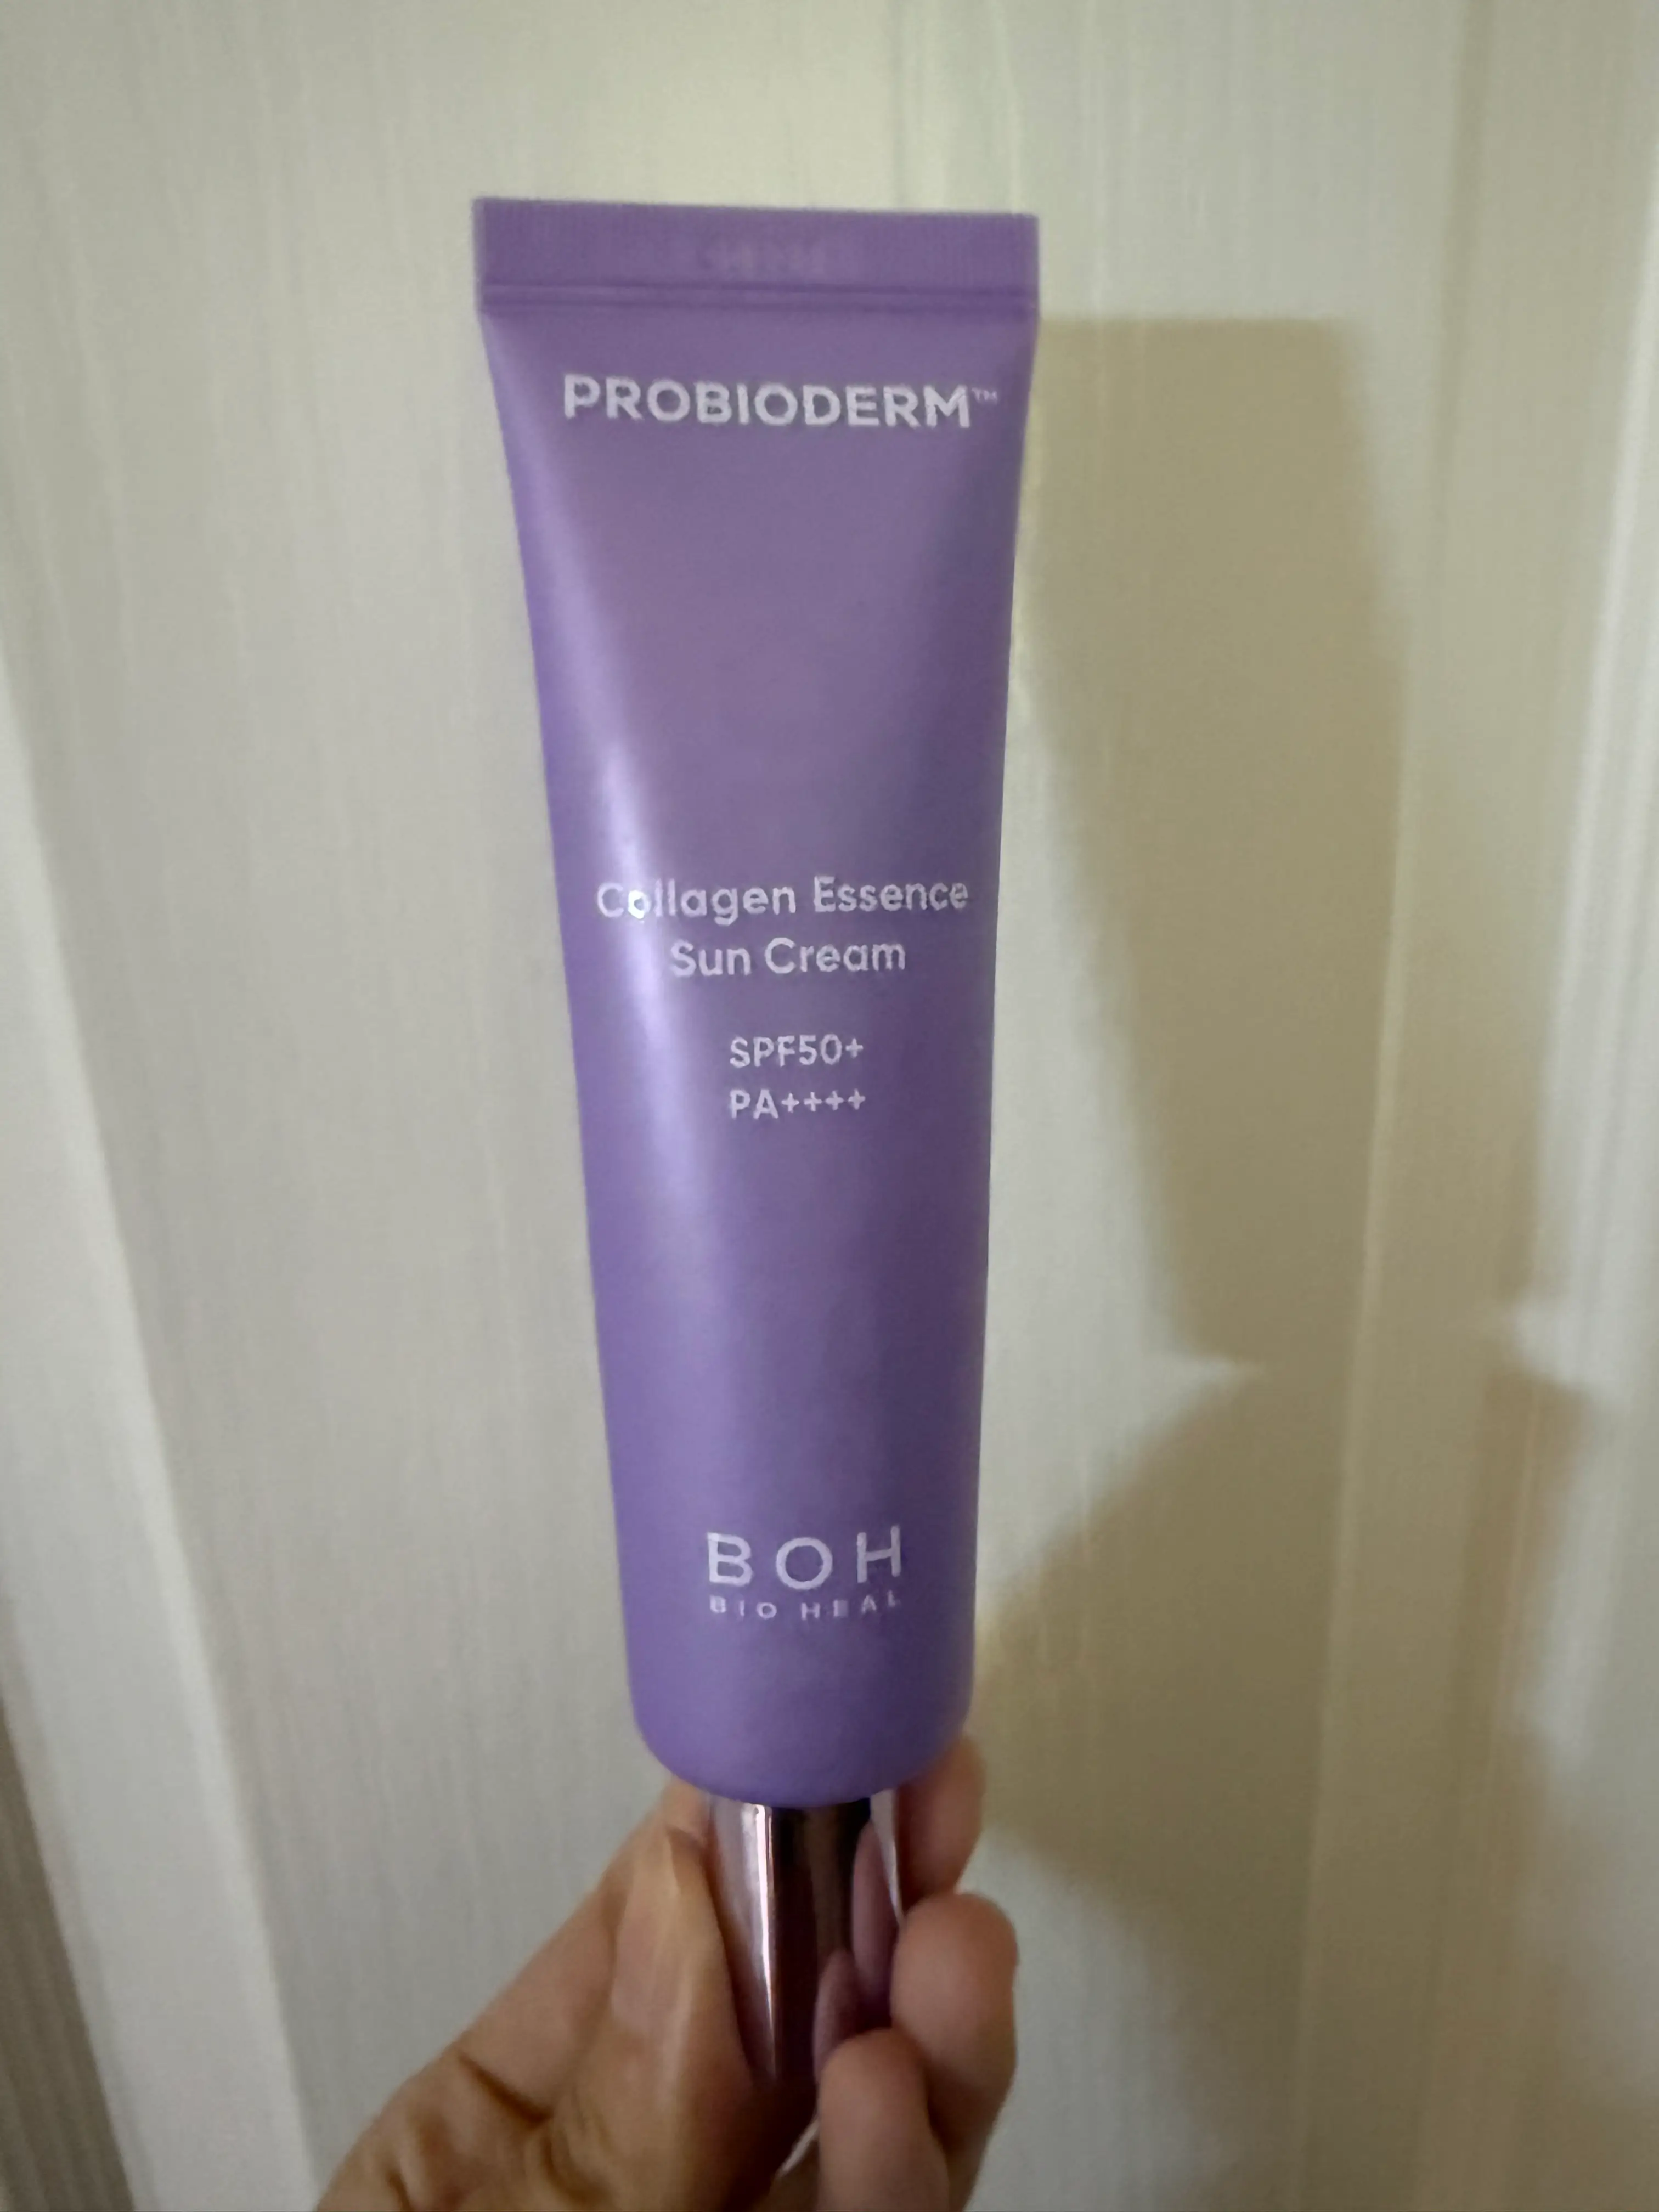 PROBIODERM™
Collagen Essence
Sun Cream
SPF50+
PA++++
BOH
BIO HEAL